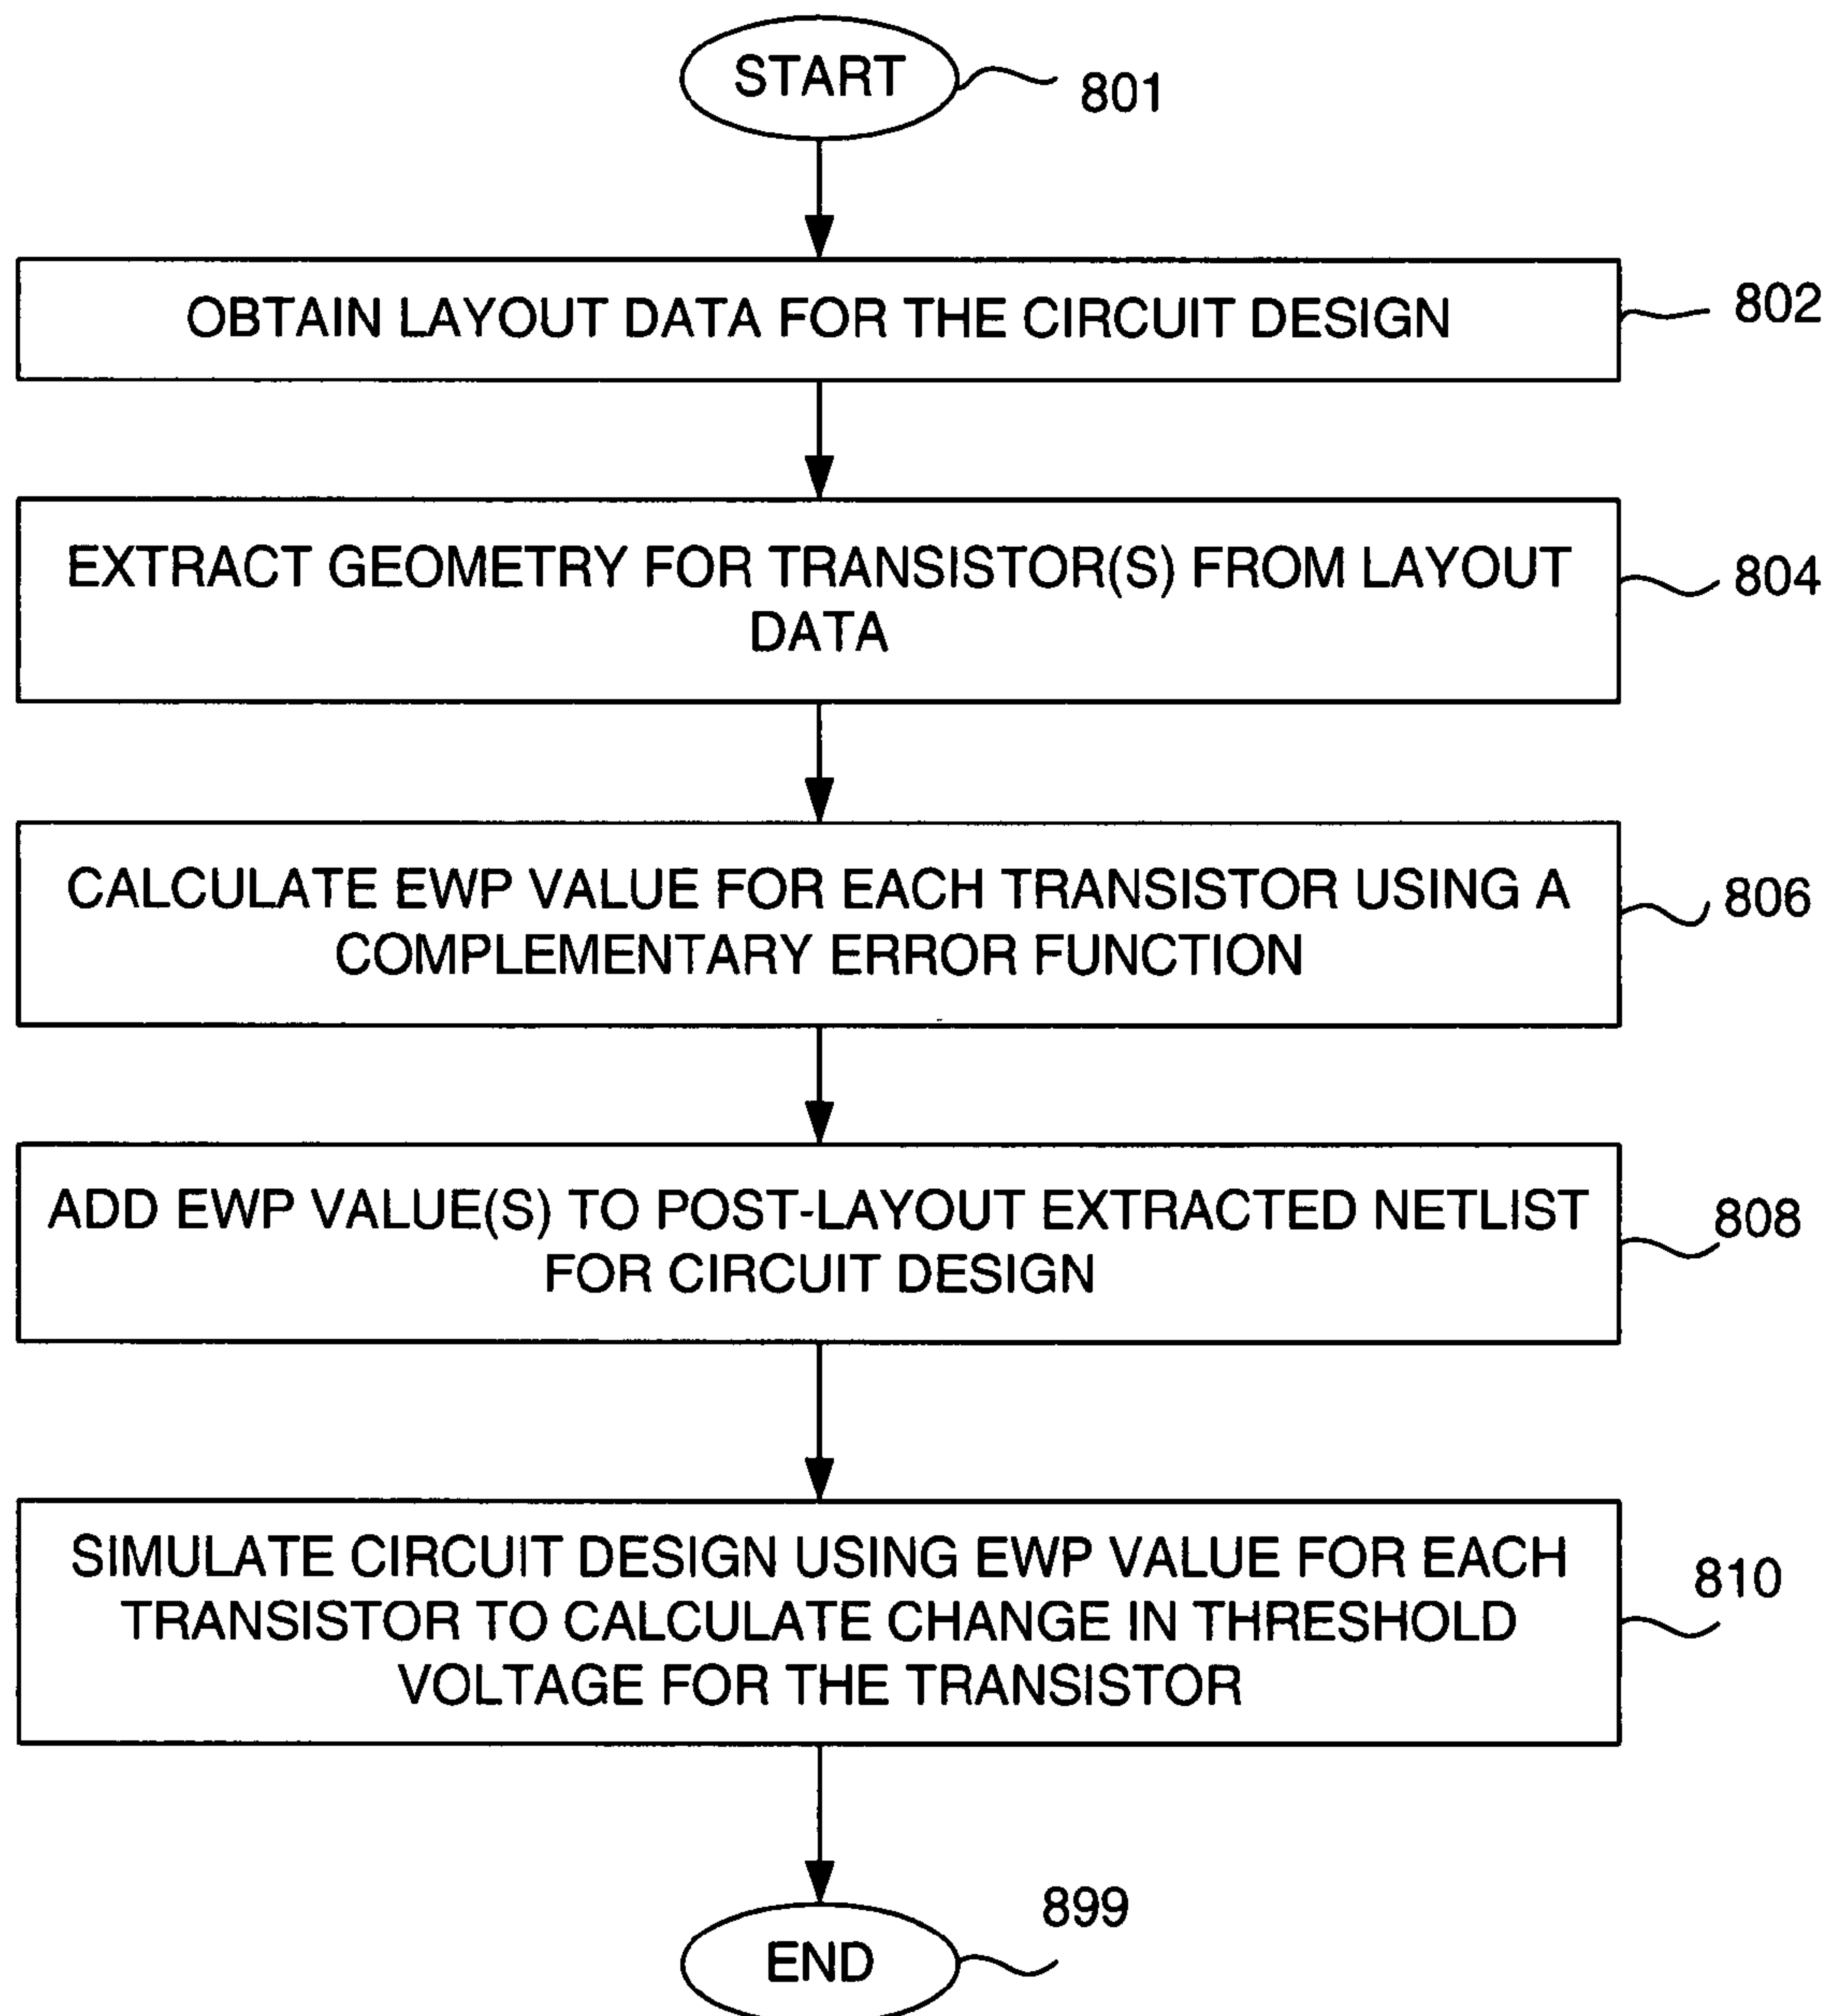 START
801
OBTAIN LAYOUT DATA FOR THE CIRCUIT DESIGN
802
EXTRACT GEOMETRY FOR TRANSISTOR(S) FROM LAYOUT
DATA
804
CALCULATE EWP VALUE FOR EACH TRANSISTOR USING A
COMPLEMENTARY ERROR FUNCTION
806
ADD EWP VALUE(S) TO POST-LAYOUT EXTRACTED NETLIST
FOR CIRCUIT DESIGN
808
SIMULATE CIRCUIT DESIGN USING EWP VALUE FOR EACH
TRANSISTOR TO CALCULATE CHANGE IN THRESHOLD
VOLTAGE FOR THE TRANSISTOR
810
END
899